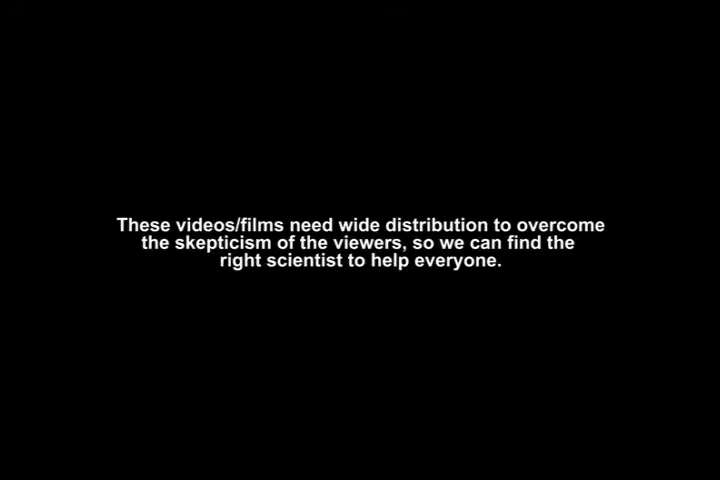 These videos/films need wide distribution to overcome
the skepticism of the viewers, so we can find the
right scientist to help everyone.